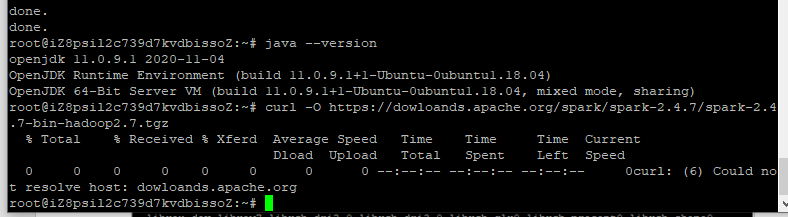 done.
done.
root@iZ8psil2c739d7kvdbissoZ:~# java --version
openjdk 11.0.9.1 2020-11-04
OpenJDK Runtime Environment (build 11.0.9.1+1-Ubuntu-0ubuntu1.18.04)
OpenJDK 64-Bit Server VM (build 11.0.9.1+1-Ubuntu-0ubuntu1.18.04, mixed mode, sharing)
root@iZ8psil2c739d7kvdbissoZ:~# curl -O https://dowloands.apache.org/spark/spark-2.4.7/spark-2.4
.7-bin-hadoop2.7.tgz
  % Total    % Received % Xferd  Average Speed   Time    Time     Time  Current
                                 Dload  Upload   Total   Spent    Left  Speed
  0     0    0     0    0     0      0      0 --:--:-- --:--:-- --:--:--     0curl: (6) Could no
t resolve host: dowloands.apache.org
root@iZ8psil2c739d7kvdbissoZ:~#